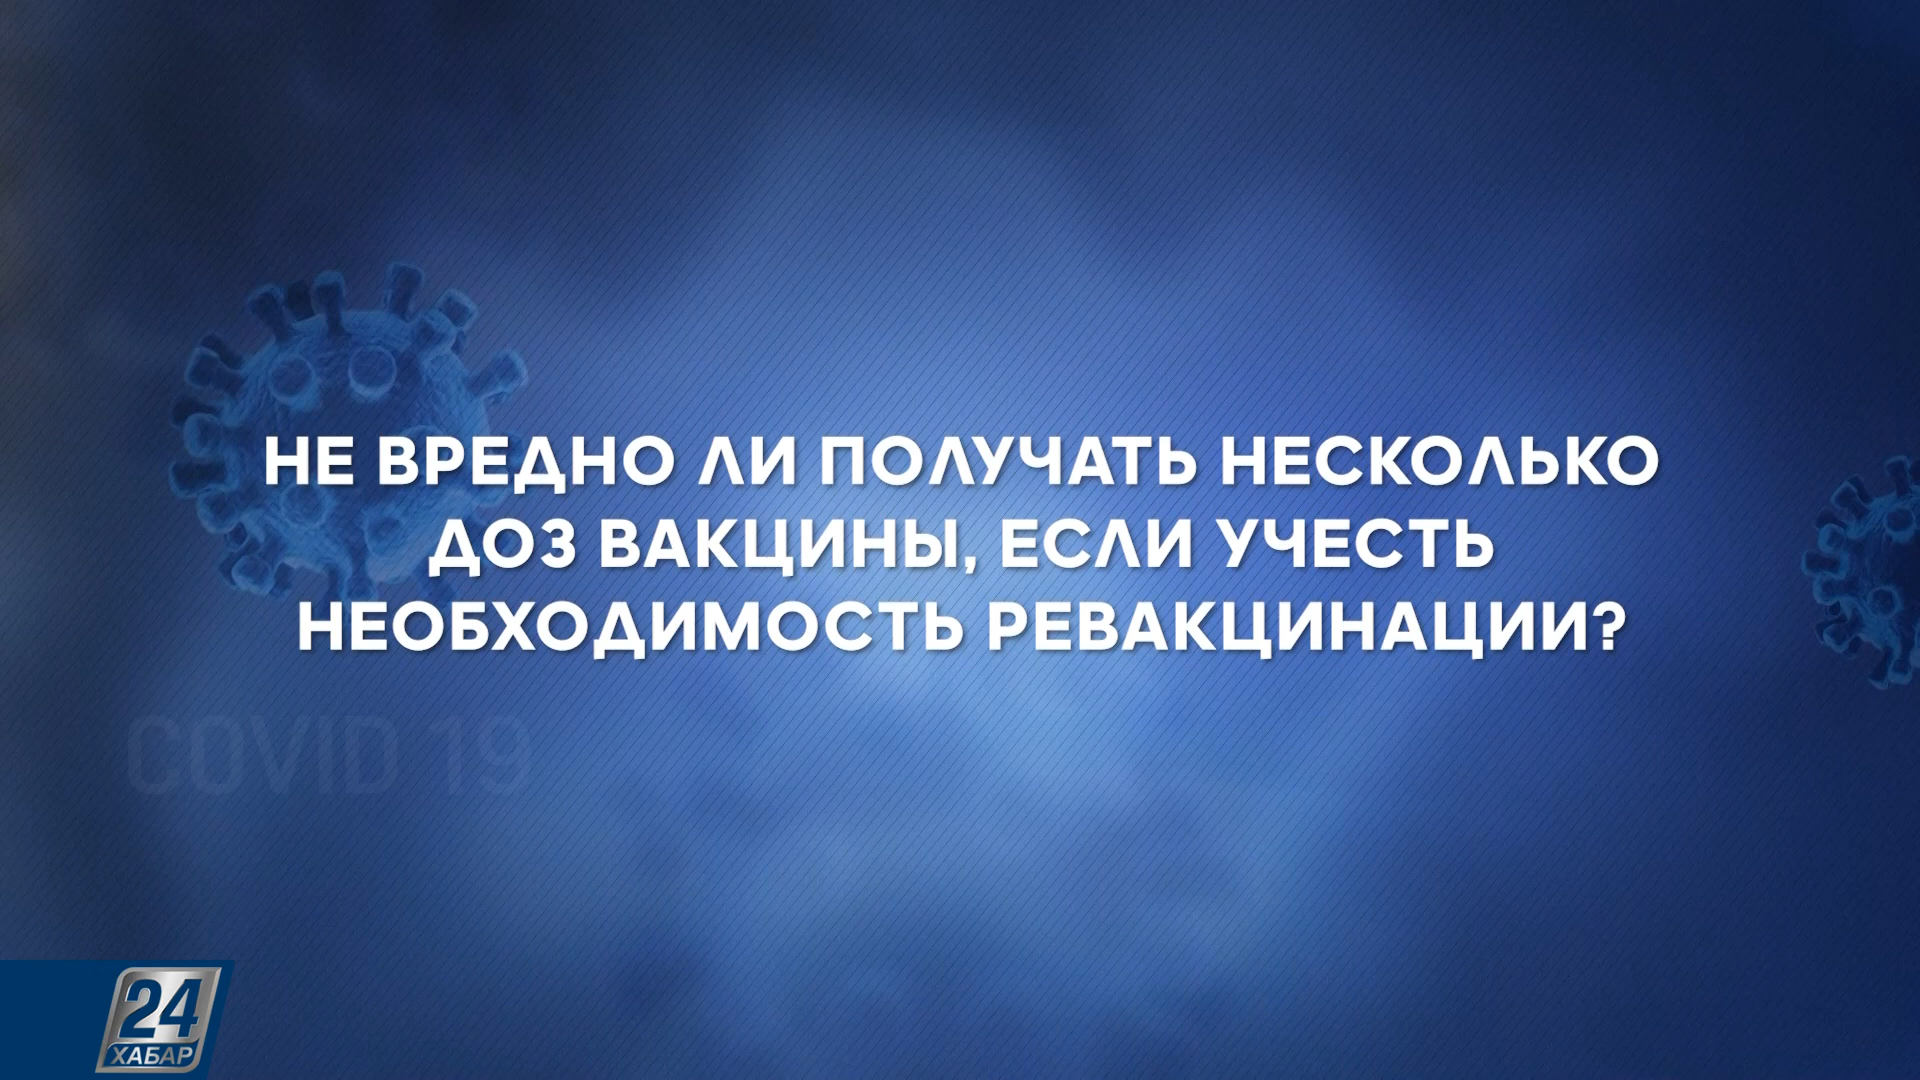 НЕ ВРЕДНО ЛИ ПОЛУЧАТЬ НЕСКОЛЬКО
ДОЗ ВАКЦИНЫ, ЕСЛИ УЧЕСТЬ
НЕОБХОДИМОСТЬ РЕВАКЦИНАЦИИ?
COVID 19
24
ХАБАР